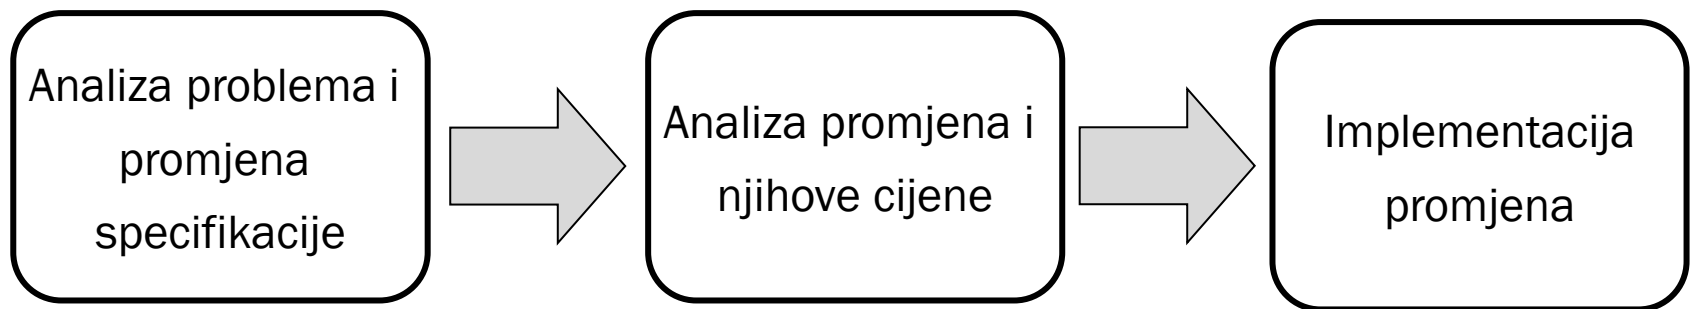 Analiza problema i
promjena
specifikacije
Analiza promjena i
njihove cijene
Implementacija
promjena